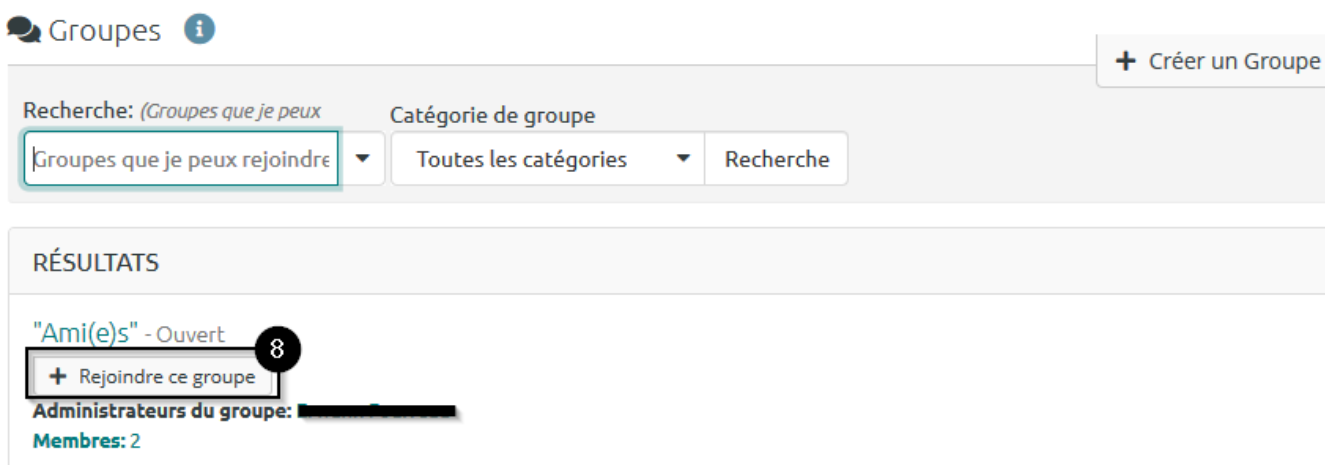 Groupes i
+ Créer un Groupe
Recherche: (Groupes que je peux
Catégorie de groupe
Groupes que je peux rejoindre
Toutes les catégories
Recherche
RÉSULTATS
"Ami(e)s" - Ouvert
8
+ Rejoindre ce groupe
Administrateurs du groupe:
Membres: 2